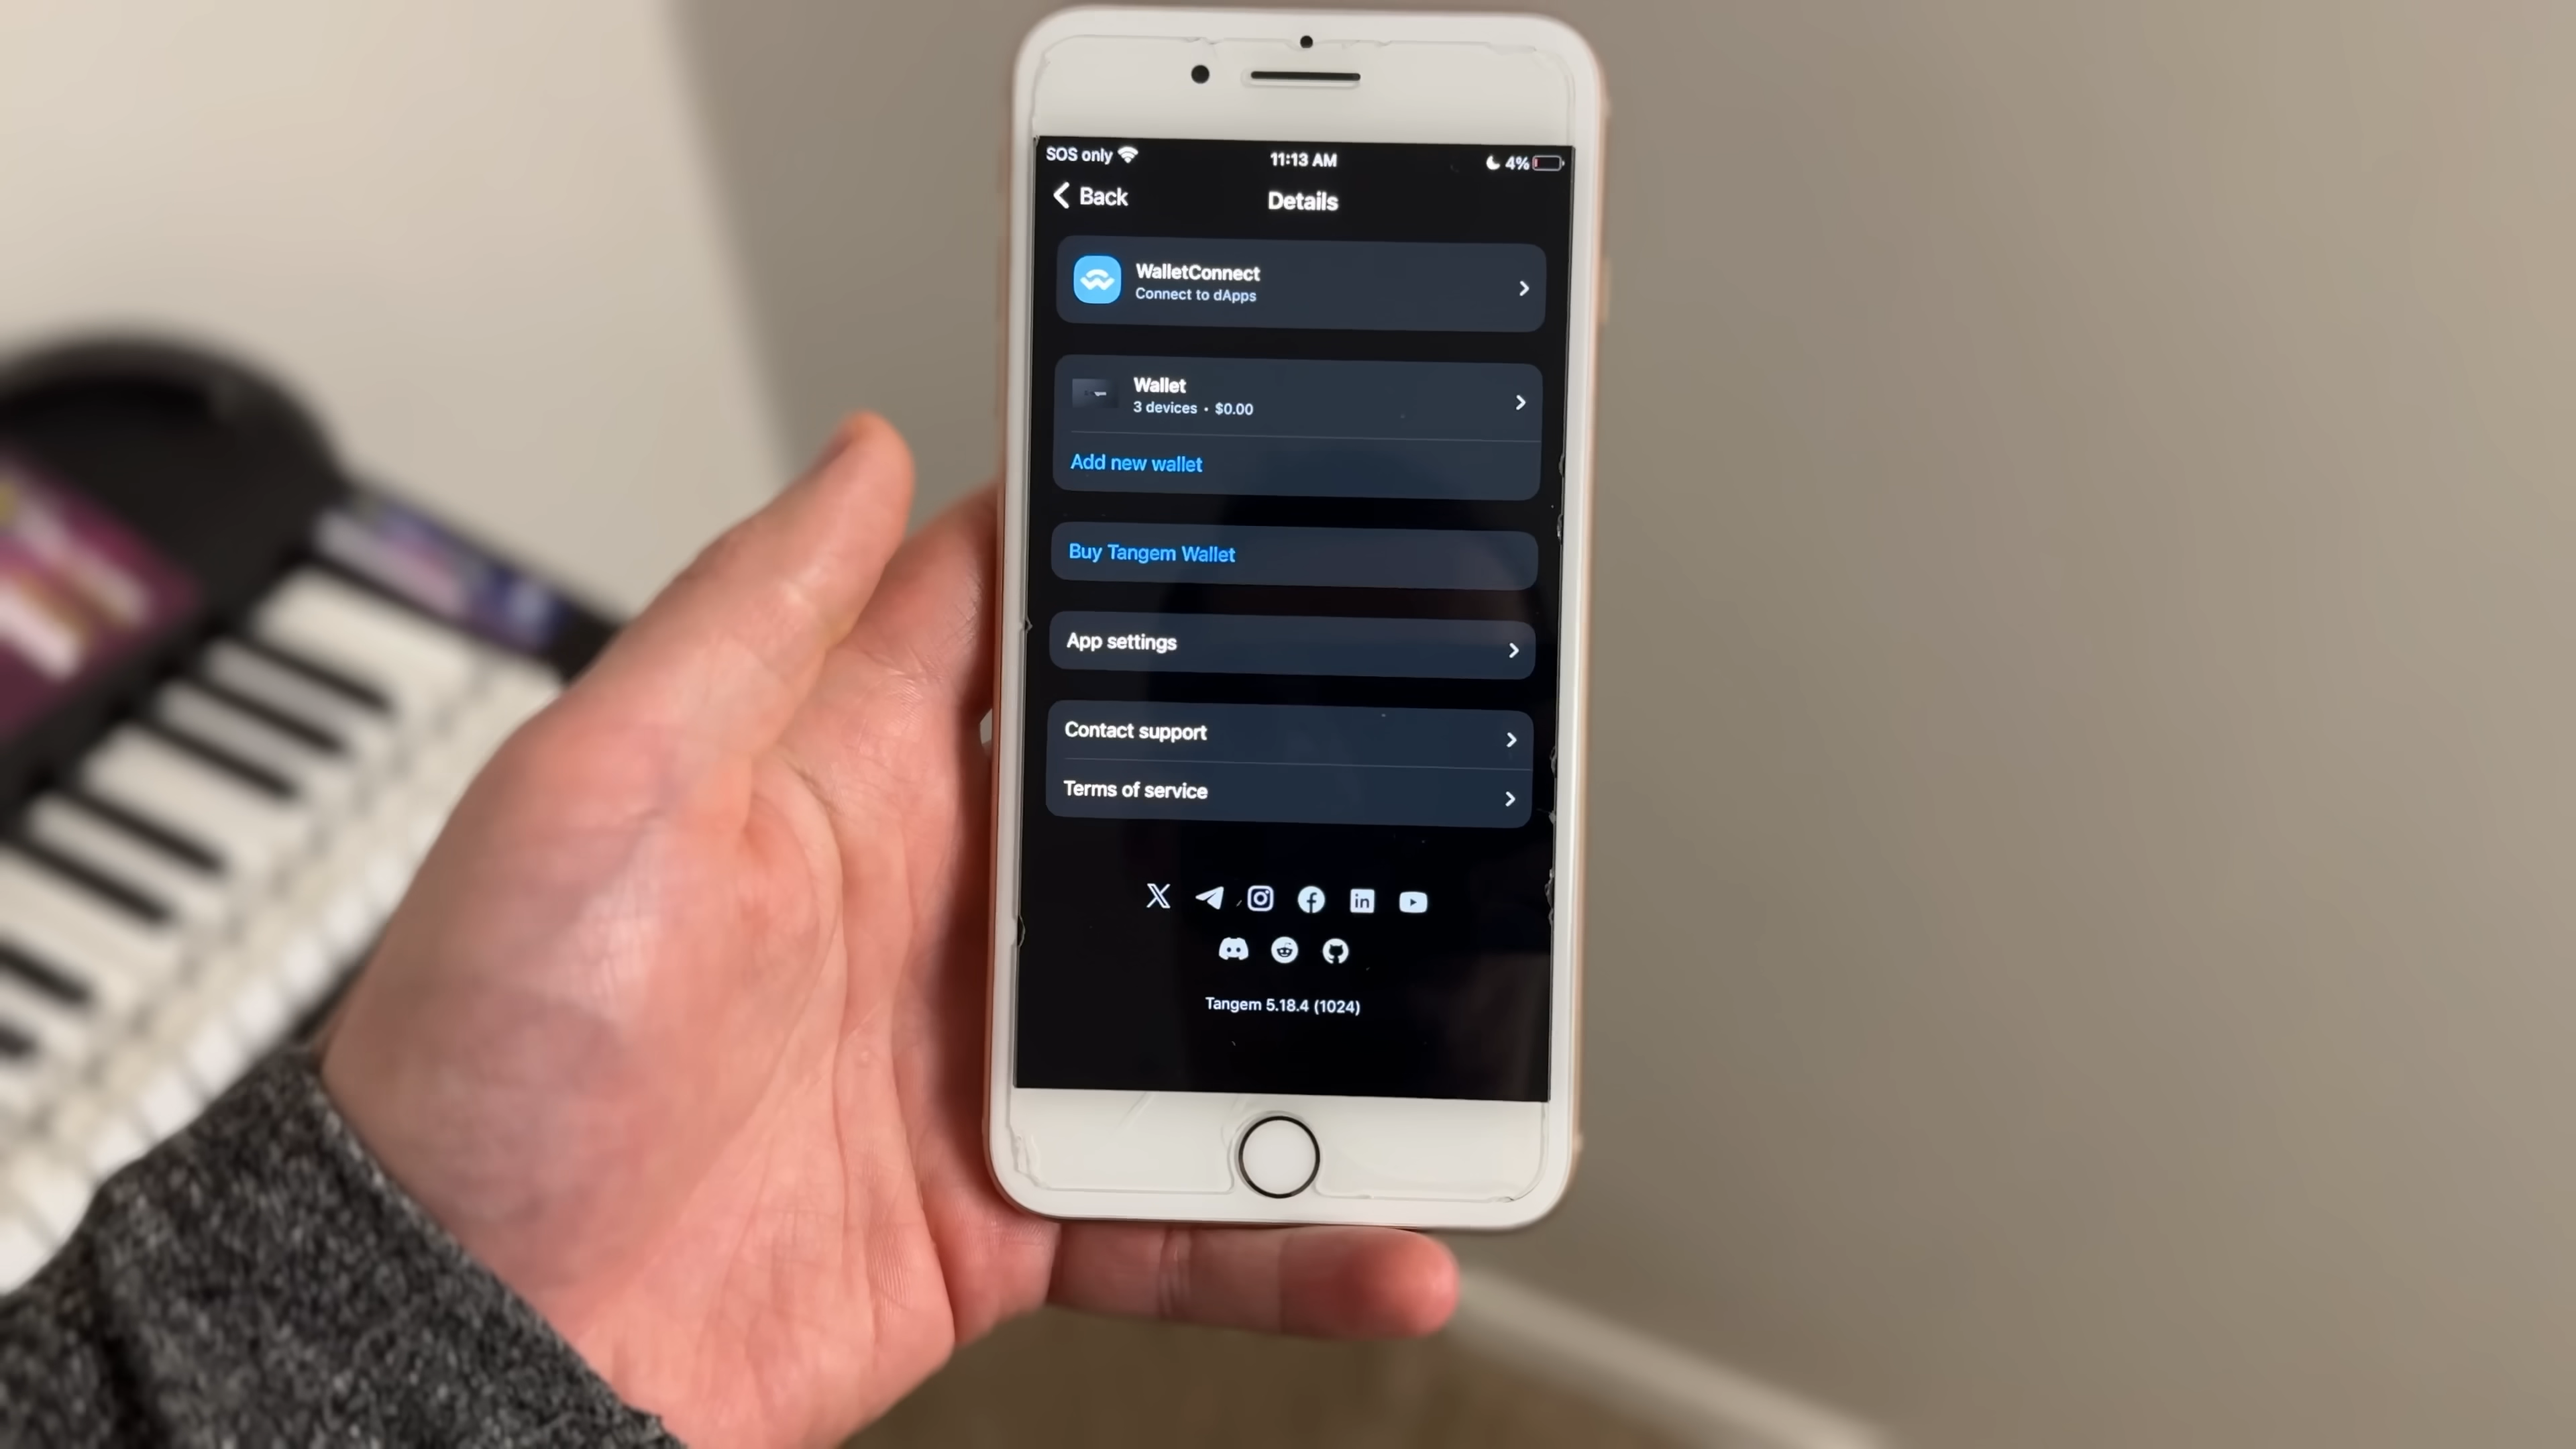 SOS only
11:13 AM
4%
Back
Details
WalletConnect
Connect to dApps
Wallet
3 devices • $0.00
Add new wallet
Buy Tangem Wallet
App settings
Contact support
Terms of service
in
Tangem 5.18.4 (1024)